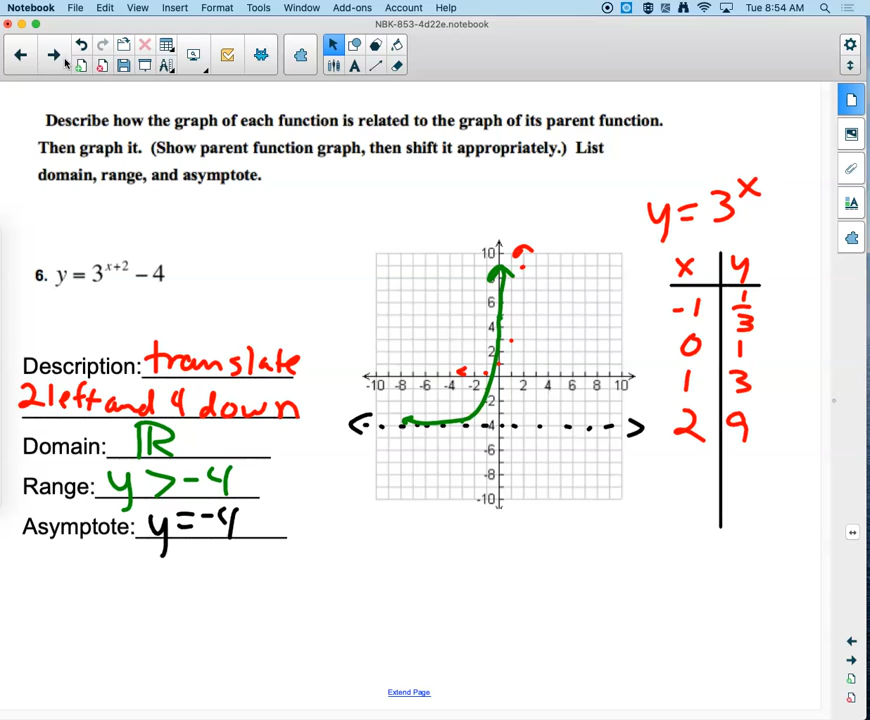 Notebook File Edit View Insert Format Tools Window Add-ons Account Help Tue 8:54 AM
NBK-853-4d22e.notebook
Describe how the graph of each function is related to the graph of its parent function.
Then graph it. (Show parent function graph, then shift it appropriately.) List
domain, range, and asymptote.
y = 3^x
6. y = 3^{x+2} – 4
x y
-1 1/3
0 1
1 3
2 9
10
6
4
2
-10 -8 -6 -4 -2 2 4 6 8 10
-2
-4
-6
-8
-10
Description: translate
2 left and 4 down
Domain: ℝ
Range: y > -4
Asymptote: y = -4
Extend Page